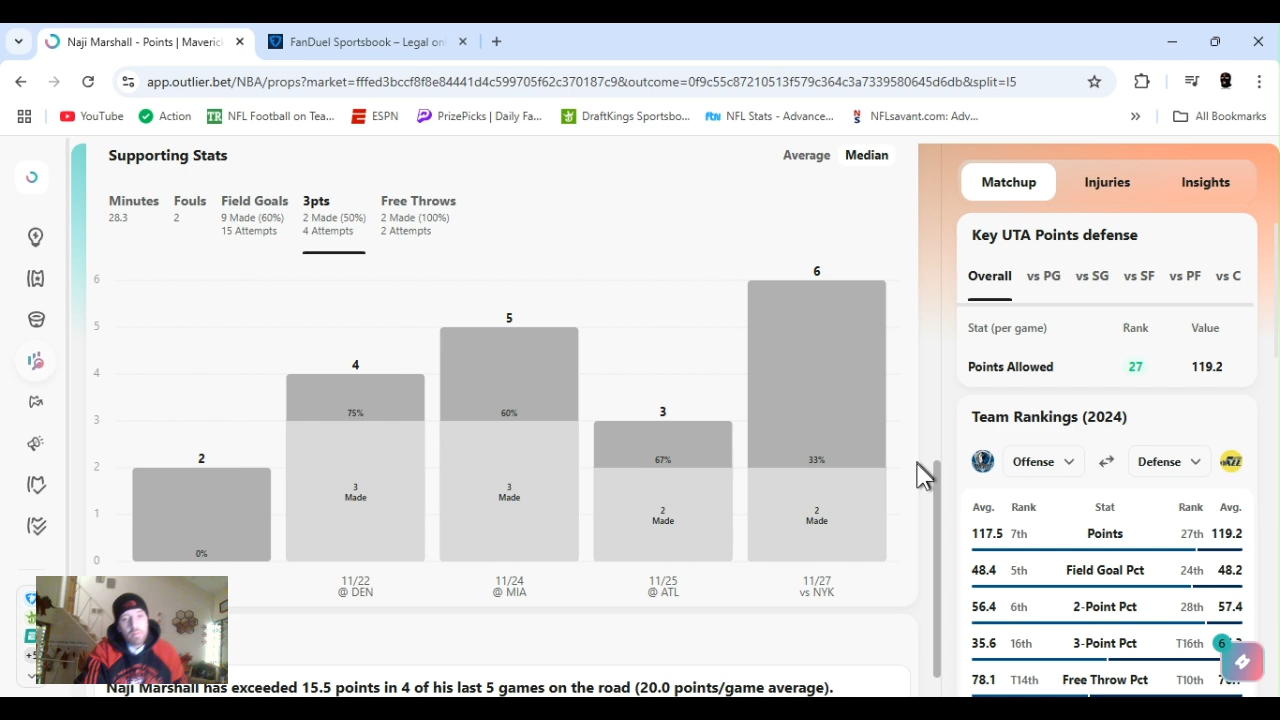 Naji Marshall - Points | Maveric
FanDuel Sportsbook – Legal on
app.outlier.bet/NBA/props?market=fffed3bccf8f8e84441d4c599705f62c370187c9&outcome=0f9c55c87210513f579c364c3a7339580645d6db&split=l5
YouTube
Action
NFL Football on Tea...
ESPN
PrizePicks | Daily Fa...
DraftKings Sportsbo...
NFL Stats - Advance...
NFLsavant.com: Adv...
All Bookmarks
Supporting Stats
Average
Median
Minutes
28.3
Fouls
2
Field Goals
9 Made (60%)
15 Attempts
3pts
2 Made (50%)
4 Attempts
Free Throws
2 Made (100%)
2 Attempts
6
5
4
3
2
1
0
2
0%
4
75%
3
Made
5
60%
3
Made
3
67%
2
Made
6
33%
2
Made
11/22
@ DEN
11/24
@ MIA
11/25
@ ATL
11/27
vs NYK
Naji Marshall has exceeded 15.5 points in 4 of his last 5 games on the road (20.0 points/game average).
Matchup
Injuries
Insights
Key UTA Points defense
Overall
vs PG
vs SG
vs SF
vs PF
vs C
Stat (per game)
Rank
Value
Points Allowed
27
119.2
Team Rankings (2024)
Offense
Defense
Avg.
Rank
Stat
Rank
Avg.
117.5 7th Points 27th 119.2
48.4 5th Field Goal Pct 24th 48.2
56.4 6th 2-Point Pct 28th 57.4
35.6 16th 3-Point Pct T16th
6
78.1 T14th Free Throw Pct T10th